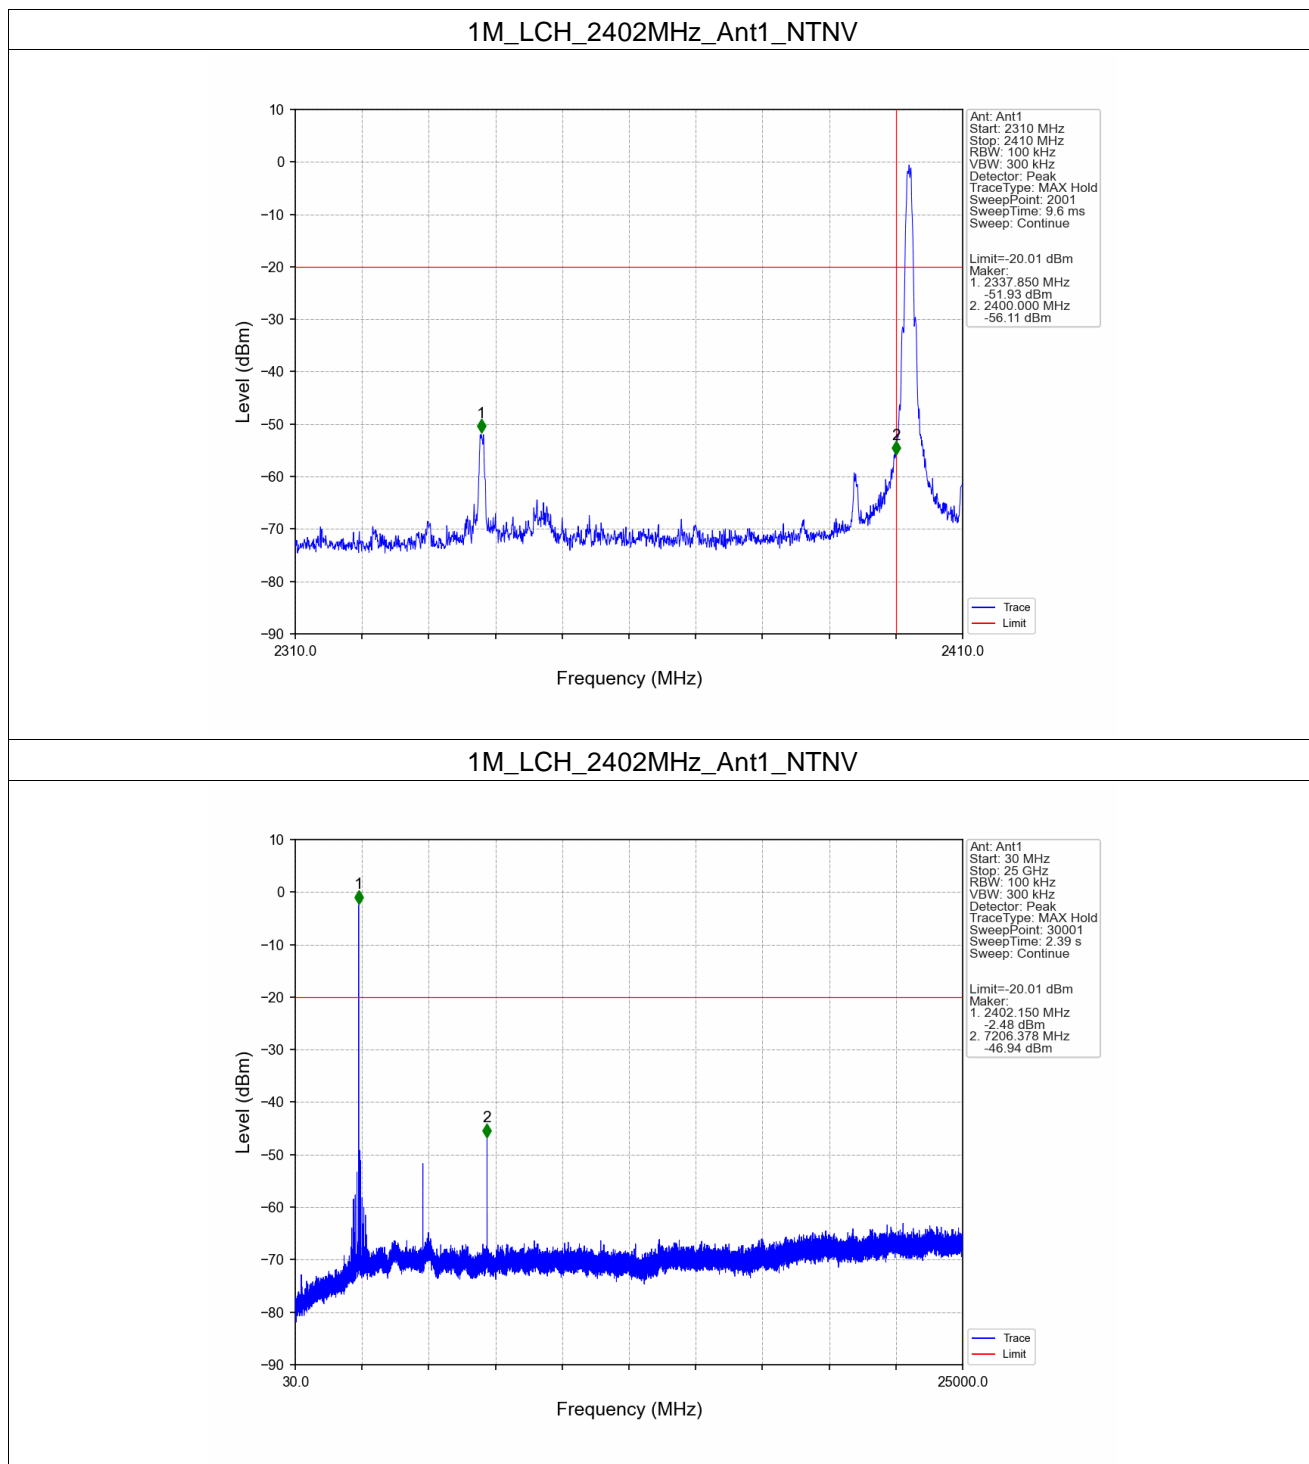 1M_LCH_2402MHz_Ant1_NTNV
10
0
−10
−20
−30
−40
−50
−60
−70
−80
−90
Level (dBm)
1
2
2310.0
2410.0
Frequency (MHz)
Ant: Ant1
Start: 2310 MHz
Stop: 2410 MHz
RBW: 100 kHz
VBW: 300 kHz
Detector: Peak
TraceType: MAX Hold
SweepPoint: 2001
SweepTime: 9.6 ms
Sweep: Continue
Limit=-20.01 dBm
Maker:
1. 2337.850 MHz
-51.93 dBm
2. 2400.000 MHz
-56.11 dBm
Trace
Limit
1M_LCH_2402MHz_Ant1_NTNV
10
0
−10
−20
−30
−40
−50
−60
−70
−80
−90
Level (dBm)
1
2
30.0
25000.0
Frequency (MHz)
Ant: Ant1
Start: 30 MHz
Stop: 25 GHz
RBW: 100 kHz
VBW: 300 kHz
Detector: Peak
TraceType: MAX Hold
SweepPoint: 30001
SweepTime: 2.39 s
Sweep: Continue
Limit=-20.01 dBm
Maker:
1. 2402.150 MHz
-2.48 dBm
2. 7206.378 MHz
-46.94 dBm
Trace
Limit